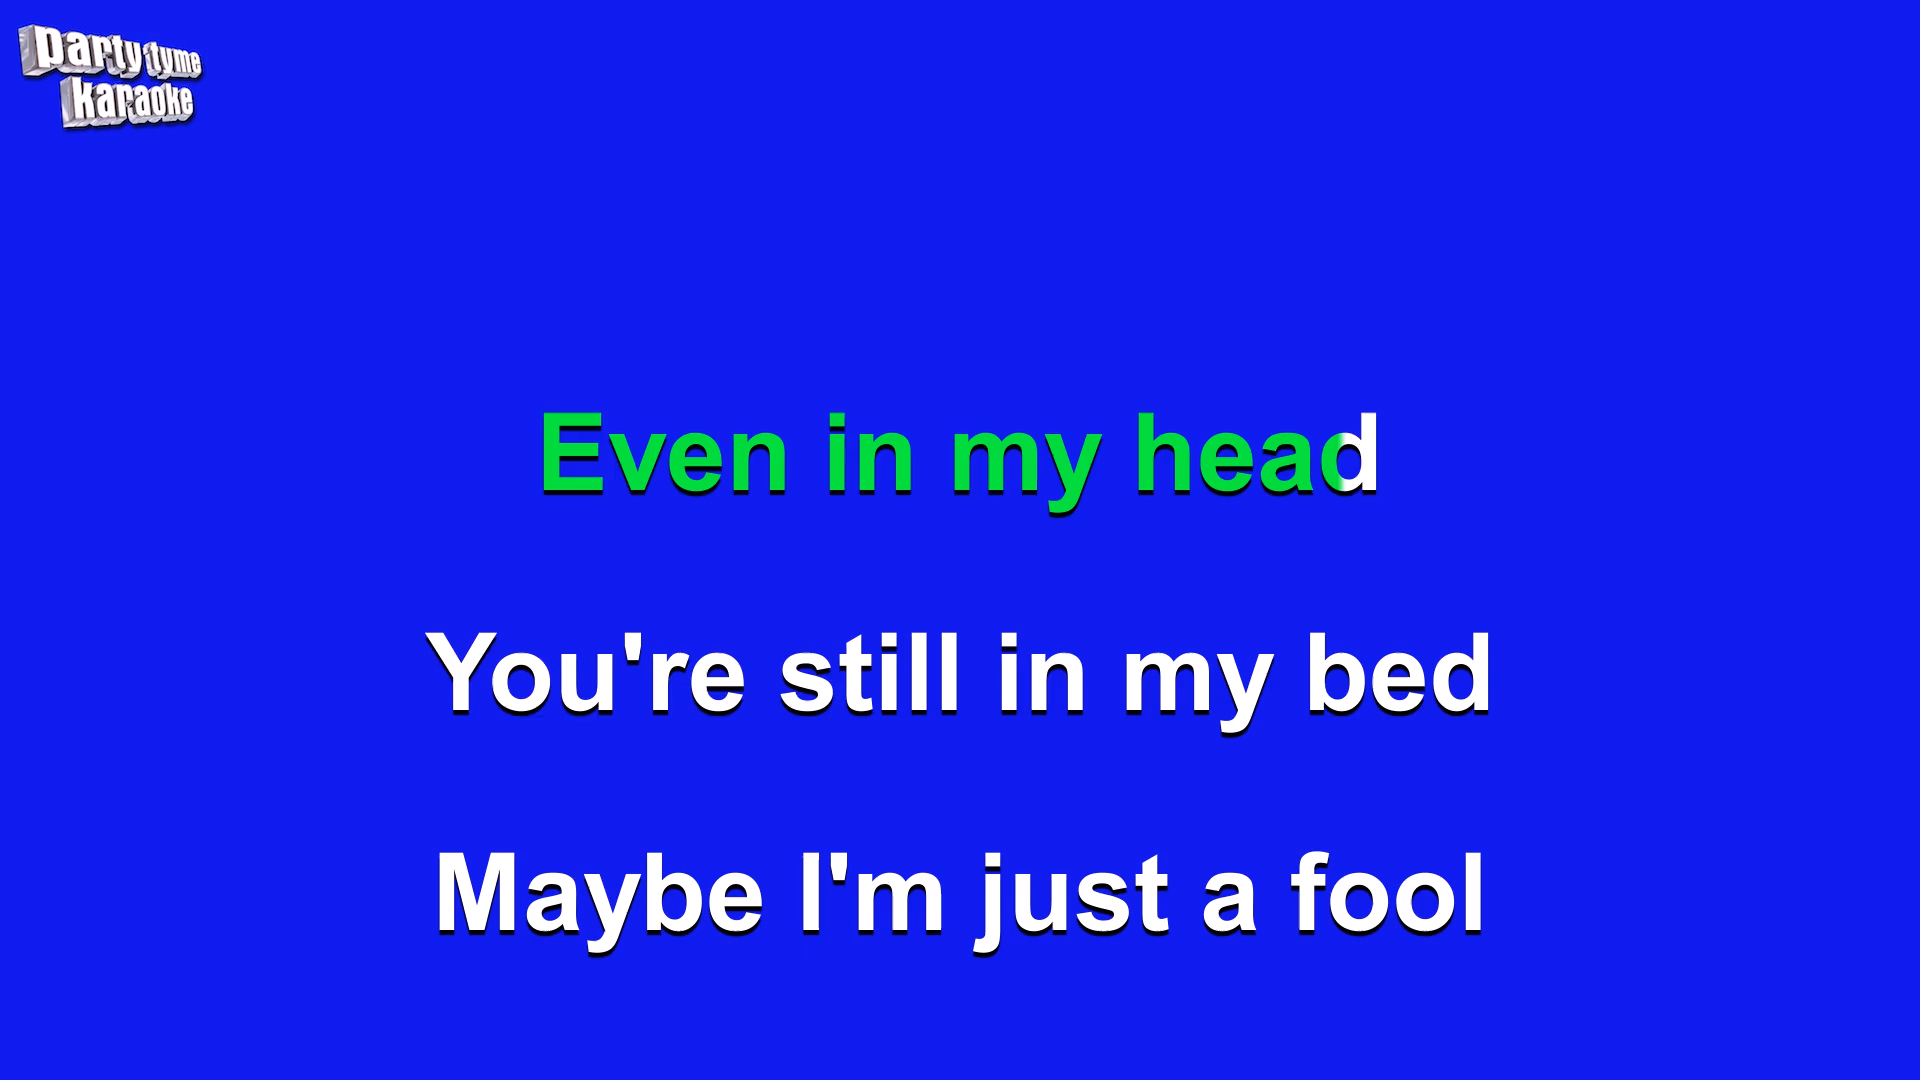 party tyme
karaoke
Even in my head
You're still in my bed
Maybe I'm just a fool